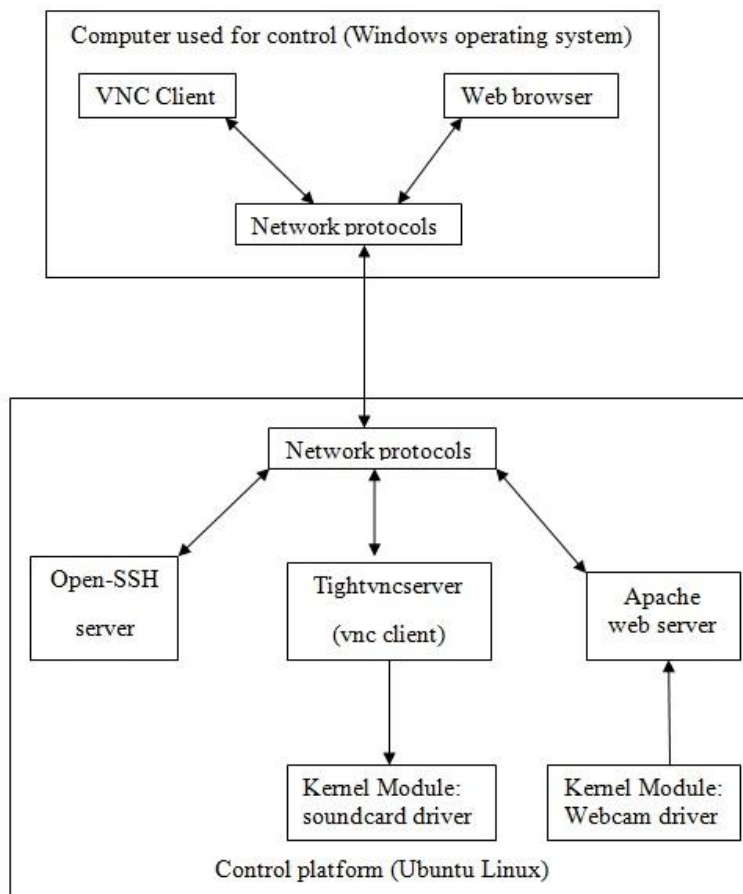 Computer used for control (Windows operating system)
VNC Client
Web browser
Network protocols
Network protocols
Open-SSH
server
Tightvncserver
(vnc client)
Apache
web server
Kernel Module:
soundcard driver
Kernel Module:
Webcam driver
Control platform (Ubuntu Linux)